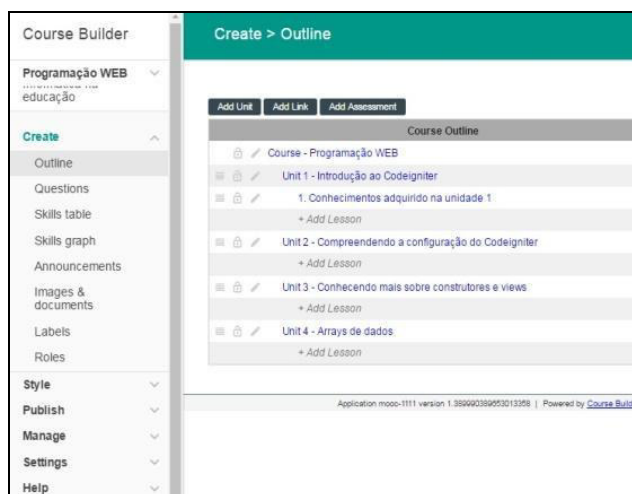 Course Builder
Create > Outline
Programação WEB
educação
Create
Outline
Questions
Skills table
Skills graph
Announcements
Images &
documents
Labels
Roles
Style
Publish
Manage
Settings
Help
Add Unit Add Link Add Assessment
Course Outline
Course - Programação WEB
Unit 1 - Introdução ao Codeigniter
1. Conhecimentos adquirido na unidade 1
+ Add Lesson
Unit 2 - Compreendendo a configuração do Codeigniter
+ Add Lesson
Unit 3 - Conhecendo mais sobre construtores e views
+ Add Lesson
Unit 4 - Arrays de dados
+ Add Lesson
Application mooc-1111 version | Powered by Course Buil